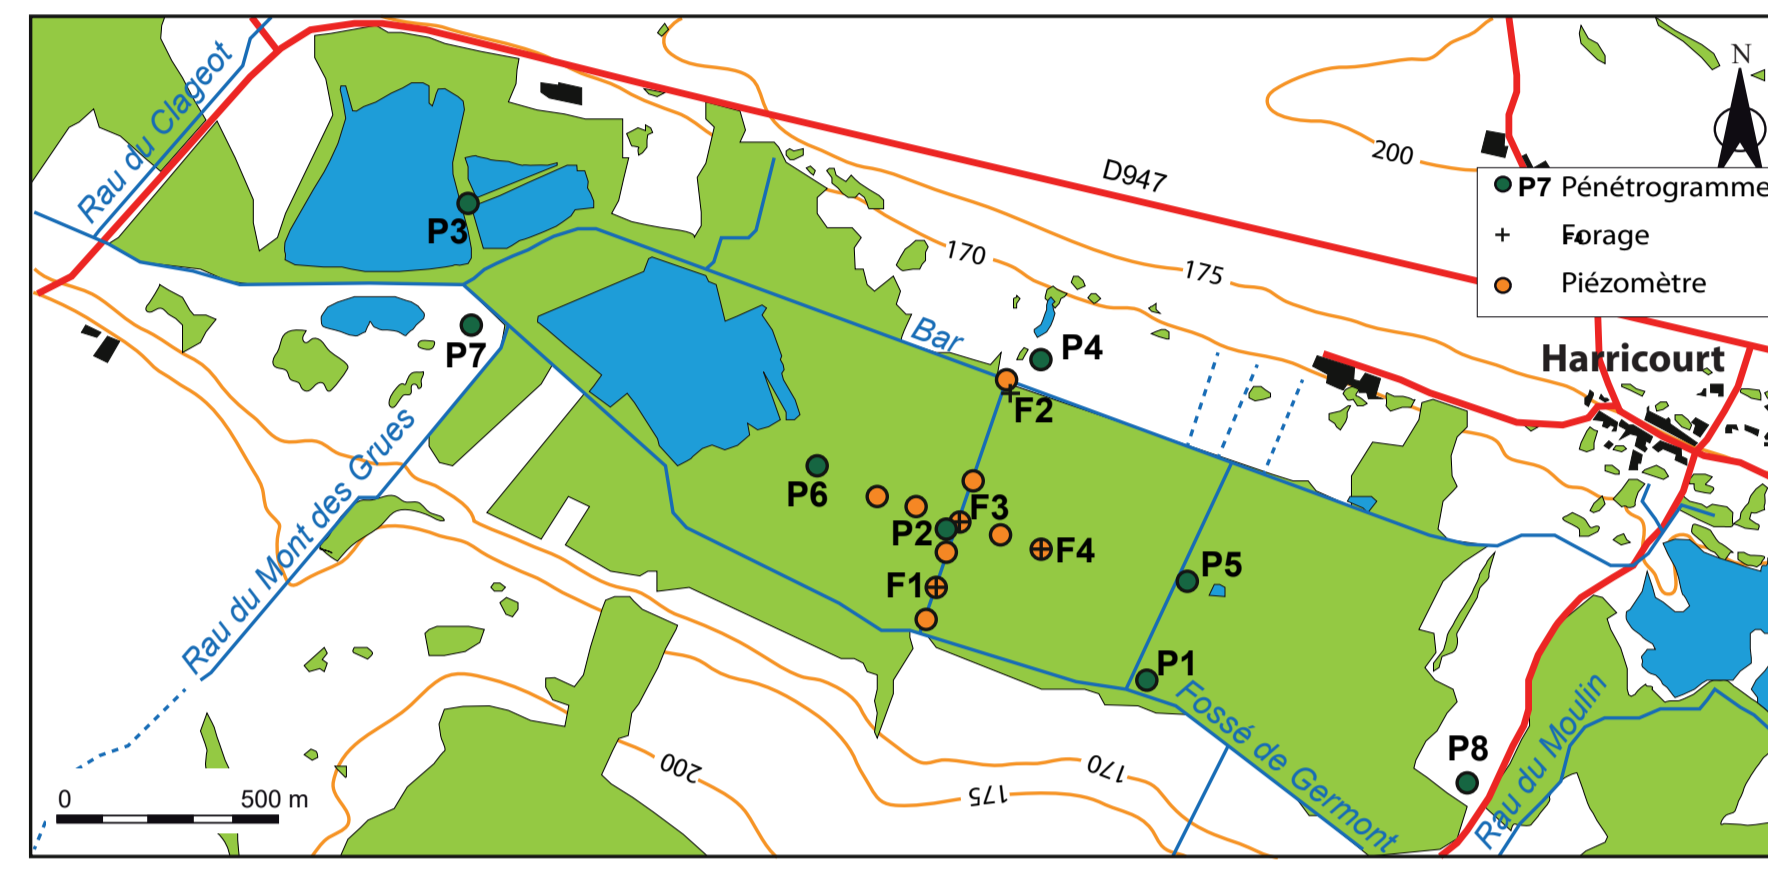 N
Rau du Clageot
D947
200
P7 Pénétrogramme
Forage
Piézomètre
P3
170
175
Bar
P4
Harricourt
P7
F2
Rau du Mont des Grues
P6
F3
P2
F4
F1
P5
P1
Fossé de Germont
Rau du Moulin
P8
200
170
175
0 500 m